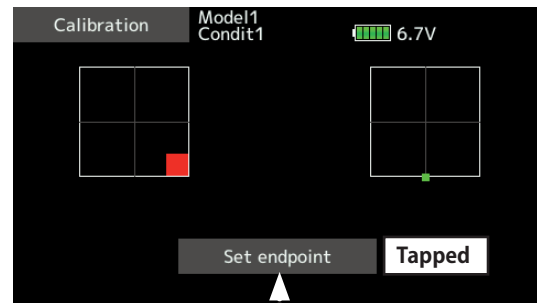 Calibration
Model1
Condit1
6.7V
Set endpoint
Tapped